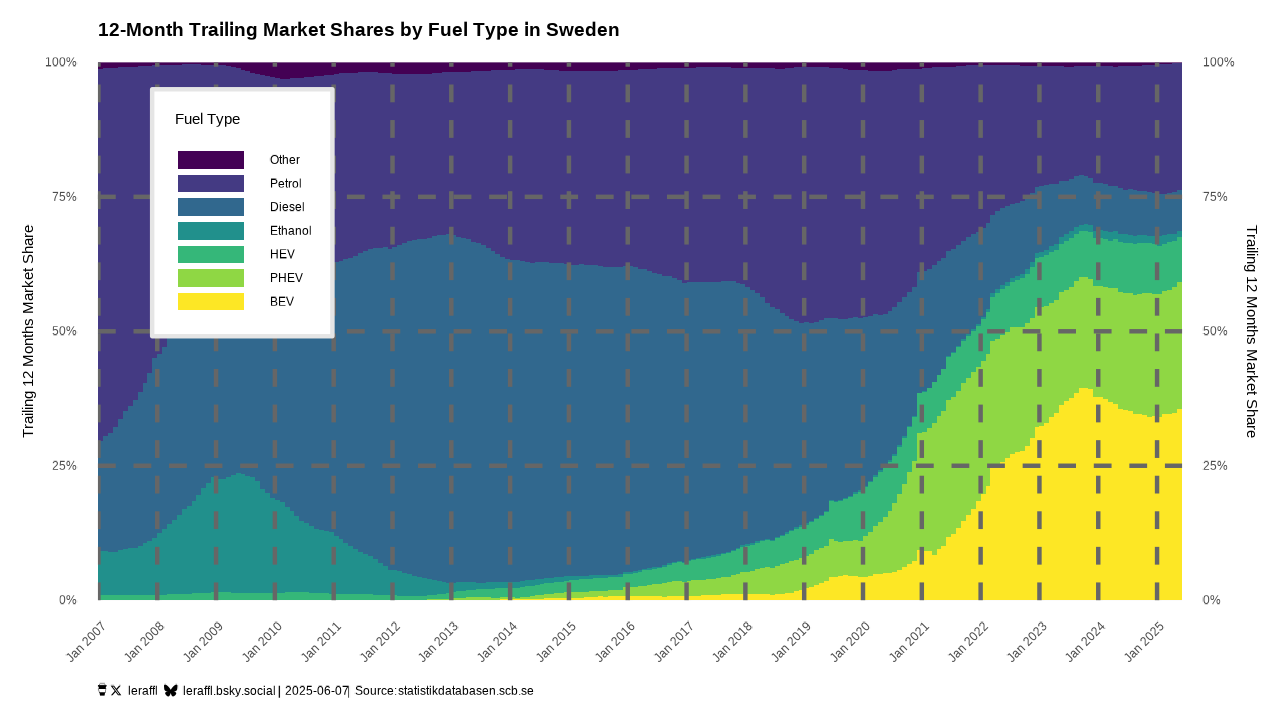 12-Month Trailing Market Shares by Fuel Type in Sweden
100%
75%
50%
25%
0%
100%
75%
50%
25%
0%
Trailing 12 Months Market Share
Trailing 12 Months Market Share
Fuel Type
Other
Petrol
Diesel
Ethanol
HEV
PHEV
BEV
Jan 2007
Jan 2008
Jan 2009
Jan 2010
Jan 2011
Jan 2012
Jan 2013
Jan 2014
Jan 2015
Jan 2016
Jan 2017
Jan 2018
Jan 2019
Jan 2020
Jan 2021
Jan 2022
Jan 2023
Jan 2024
Jan 2025
leraffl leraffl.bsky.social | 2025-06-07| Source:statistikdatabasen.scb.se